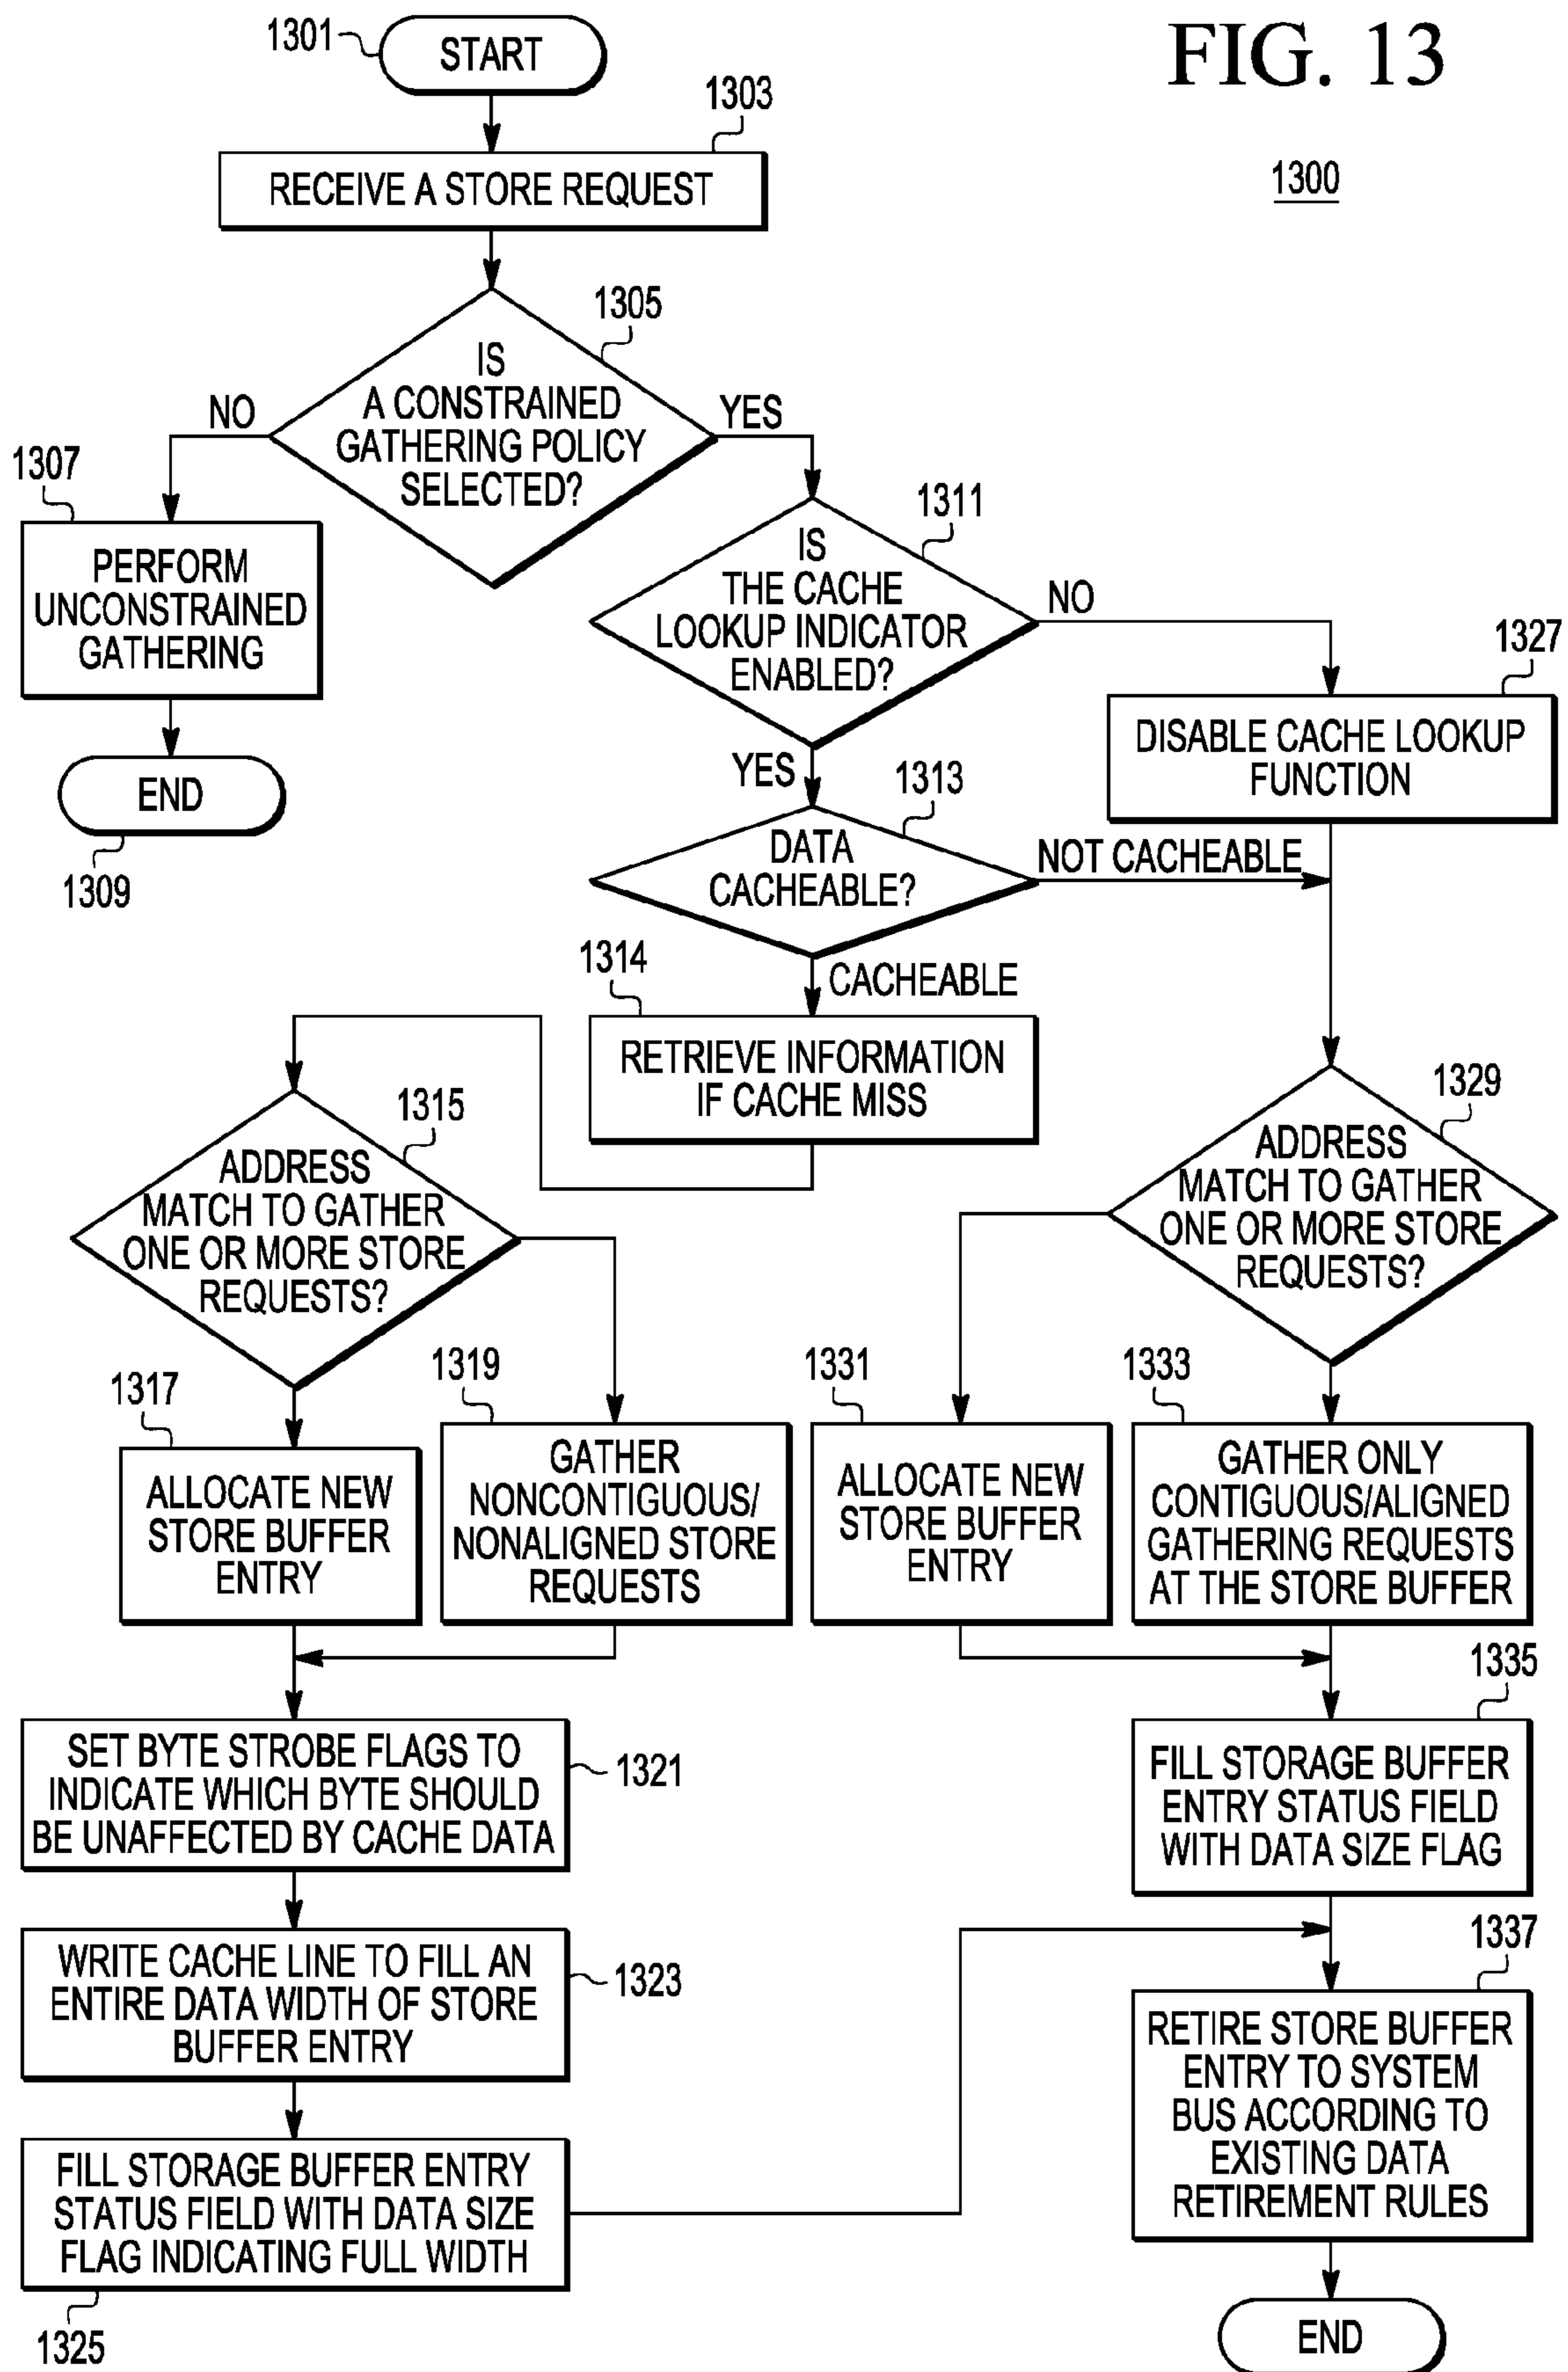 FIG. 13
1300
1301
START
1303
RECEIVE A STORE REQUEST
1305
IS
A CONSTRAINED
GATHERING POLICY
SELECTED?
NO
YES
1307
PERFORM
UNCONSTRAINED
GATHERING
END
1309
1311
IS
THE CACHE
LOOKUP INDICATOR
ENABLED?
NO
YES
1327
DISABLE CACHE LOOKUP
FUNCTION
1313
DATA
CACHEABLE?
NOT CACHEABLE
CACHEABLE
1314
RETRIEVE INFORMATION
IF CACHE MISS
1315
ADDRESS
MATCH TO GATHER
ONE OR MORE STORE
REQUESTS?
1329
ADDRESS
MATCH TO GATHER
ONE OR MORE STORE
REQUESTS?
1317
ALLOCATE NEW
STORE BUFFER
ENTRY
1319
GATHER
NONCONTIGUOUS/
NONALIGNED STORE
REQUESTS
1331
ALLOCATE NEW
STORE BUFFER
ENTRY
1333
GATHER ONLY
CONTIGUOUS/ALIGNED
GATHERING REQUESTS
AT THE STORE BUFFER
SET BYTE STROBE FLAGS TO
INDICATE WHICH BYTE SHOULD
BE UNAFFECTED BY CACHE DATA
1321
1335
FILL STORAGE BUFFER
ENTRY STATUS FIELD
WITH DATA SIZE FLAG
WRITE CACHE LINE TO FILL AN
ENTIRE DATA WIDTH OF STORE
BUFFER ENTRY
1323
1337
RETIRE STORE BUFFER
ENTRY TO SYSTEM
BUS ACCORDING TO
EXISTING DATA
RETIREMENT RULES
FILL STORAGE BUFFER ENTRY
STATUS FIELD WITH DATA SIZE
FLAG INDICATING FULL WIDTH
1325
END